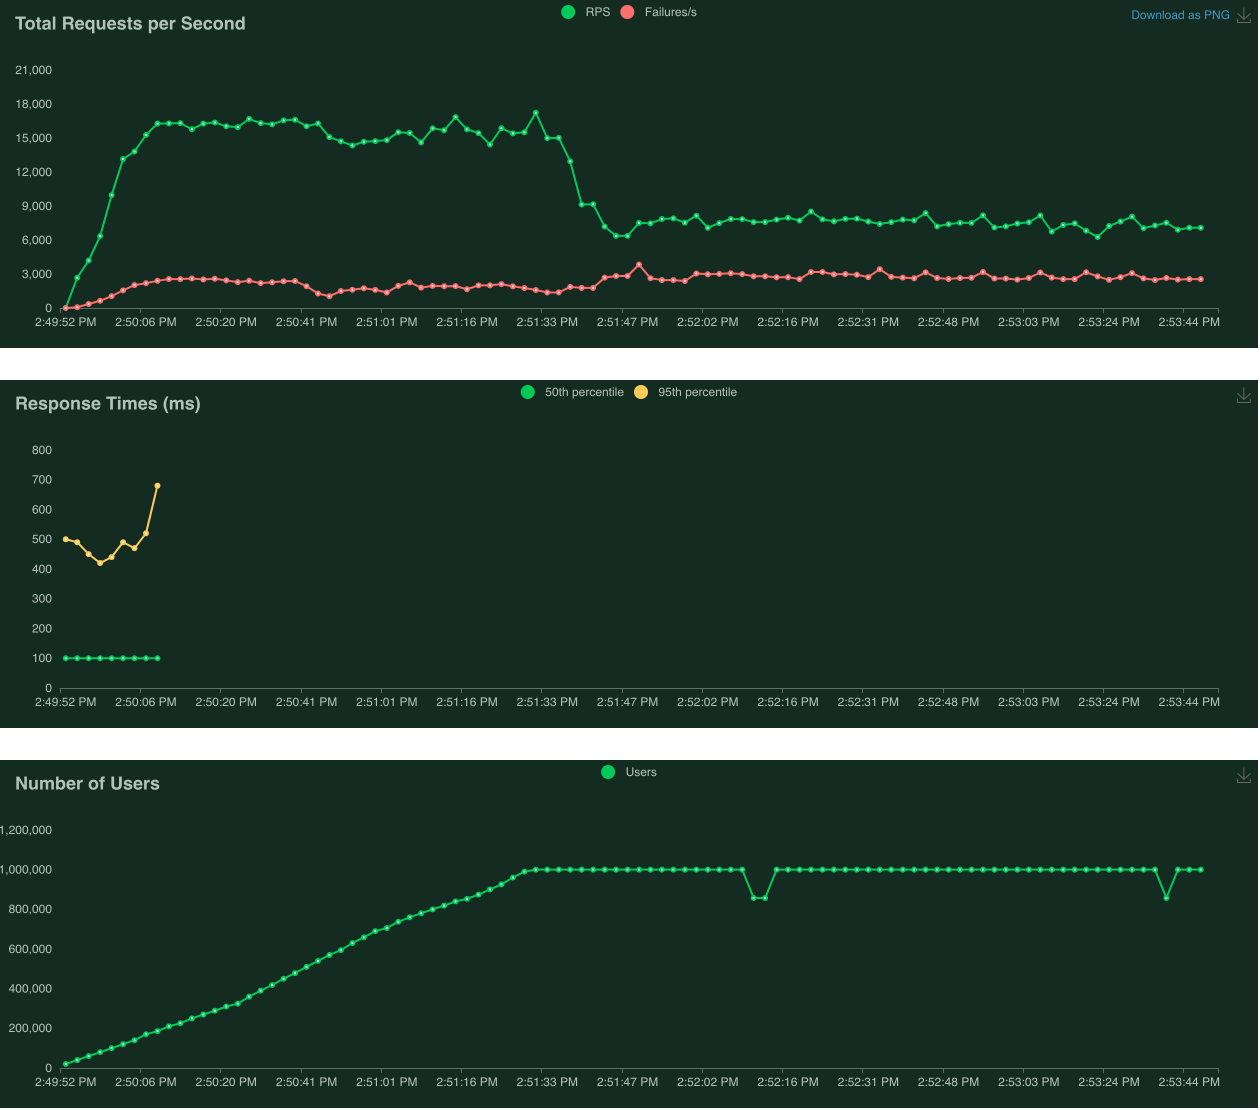 Total Requests per Second
RPS Failures/s
Download as PNG
21,000
18,000
15,000
12,000
9,000
6,000
3,000
0
2:49:52 PM 2:50:06 PM 2:50:20 PM 2:50:41 PM 2:51:01 PM 2:51:16 PM 2:51:33 PM 2:51:47 PM 2:52:02 PM 2:52:16 PM 2:52:31 PM 2:52:48 PM 2:53:03 PM 2:53:24 PM 2:53:44 PM
Response Times (ms)
50th percentile 95th percentile
800
700
600
500
400
300
200
100
0
2:49:52 PM 2:50:06 PM 2:50:20 PM 2:50:41 PM 2:51:01 PM 2:51:16 PM 2:51:33 PM 2:51:47 PM 2:52:02 PM 2:52:16 PM 2:52:31 PM 2:52:48 PM 2:53:03 PM 2:53:24 PM 2:53:44 PM
Number of Users
Users
1,200,000
1,000,000
800,000
600,000
400,000
200,000
0
2:49:52 PM 2:50:06 PM 2:50:20 PM 2:50:41 PM 2:51:01 PM 2:51:16 PM 2:51:33 PM 2:51:47 PM 2:52:02 PM 2:52:16 PM 2:52:31 PM 2:52:48 PM 2:53:03 PM 2:53:24 PM 2:53:44 PM